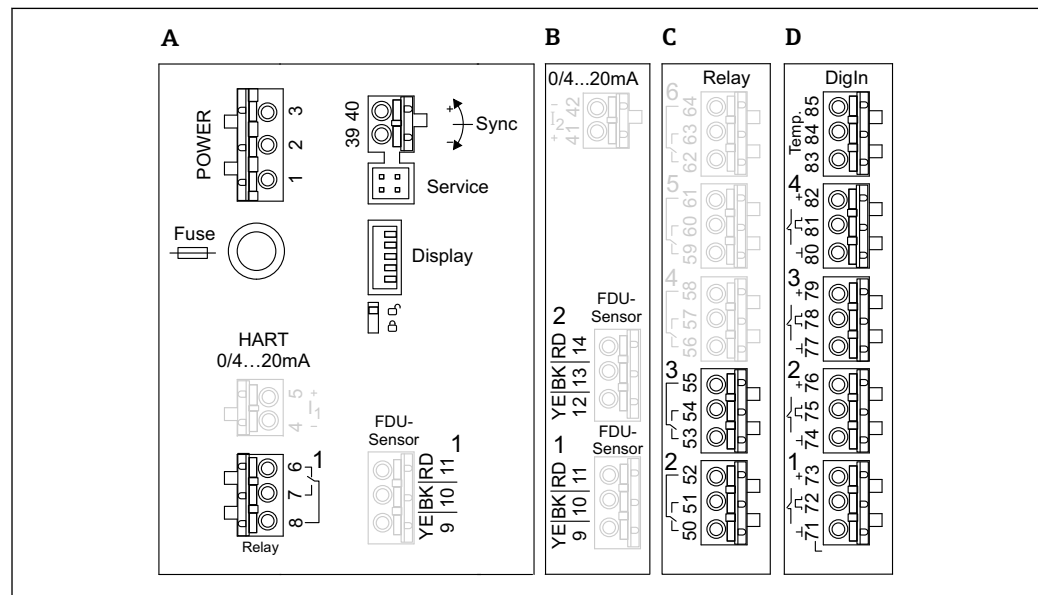 A
POWER
3
2
1
39 40
+
-
Sync
Service
Fuse
Display
HART
0/4...20mA
4 5
- I1 +
FDU-
Sensor
1
YE|BK|RD
9 |10| 11
6
7
8
1
Relay
B
0/4...20mA
+ I2 -
41 42
FDU-
Sensor
2
YE|BK|RD
12 |13| 14
FDU-
Sensor
1
YE|BK|RD
9 |10| 11
C
Relay
6
62 63 64
5
59 60 61
4
56 57 58
3
53 54 55
2
50 51 52
D
DigIn
Temp.
83 84 85
4
+
80 81 82
3
+
77 78 79
2
+
74 75 76
1
+
71 72 73